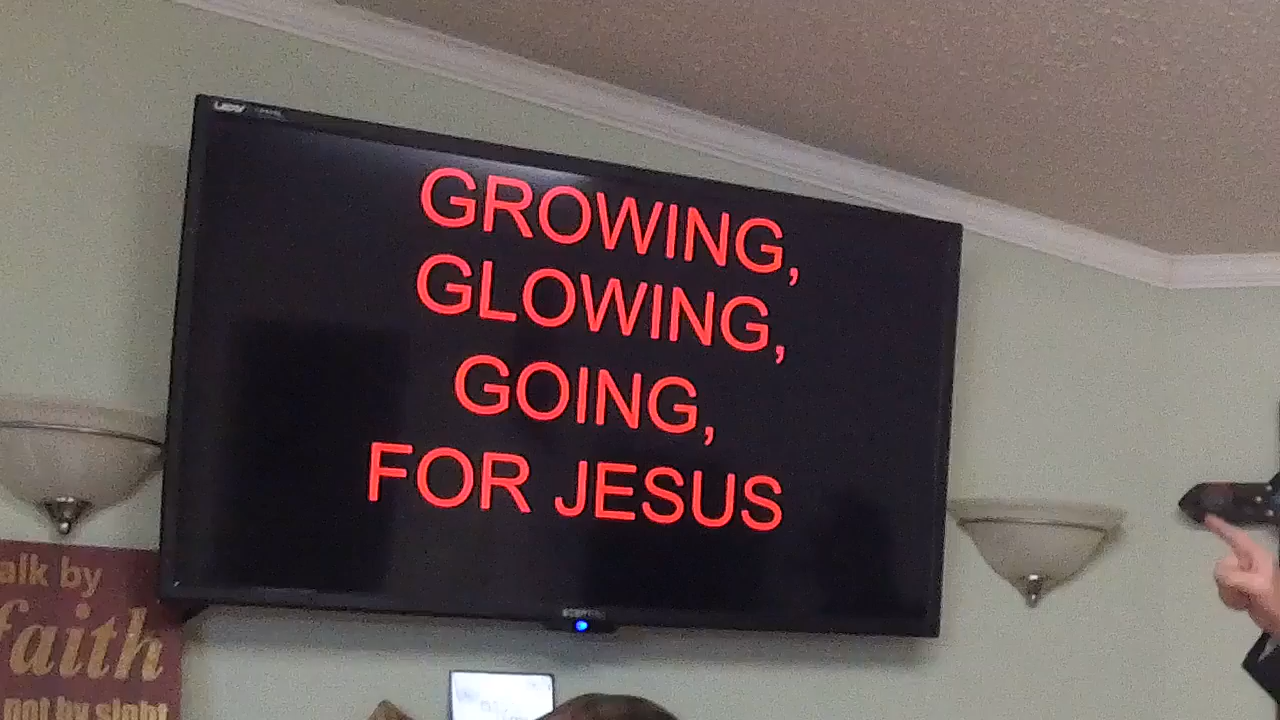 GROWING,
GLOWING,
GOING,
FOR JESUS
alk by
faith
not by sight